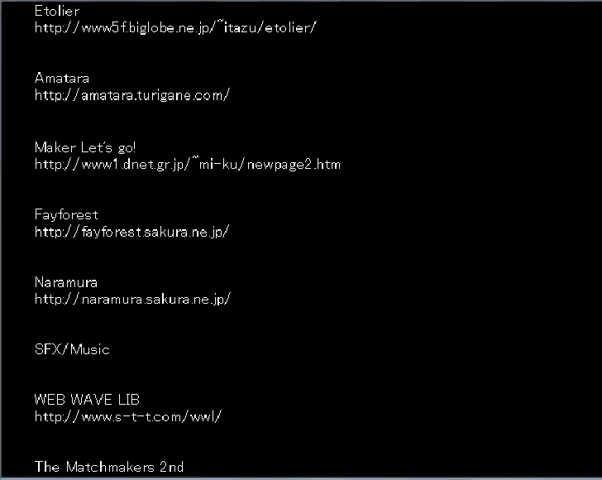 Etolier
http://www5f.biglobe.ne.jp/~itazu/etolier/
Amatara
http://amatara.turigane.com/
Maker Let's go!
http://www1.dnet.gr.jp/~mi-ku/newpage2.htm
Fayforest
http://fayforest.sakura.ne.jp/
Naramura
http://naramura.sakura.ne.jp/
SFX/Music
WEB WAVE LIB
http://www.s-t-t.com/wwl/
The Matchmakers 2nd